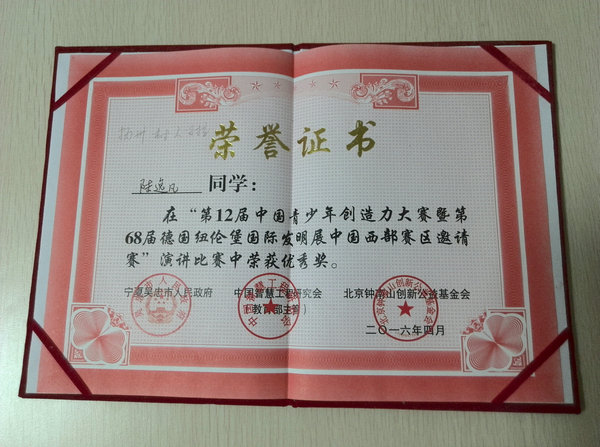 荣誉证书
陆逸凡 同学：
在“第12届中国青少年创造力大赛暨第
68届德国纽伦堡国际发明展中国西部赛区邀请
赛”演讲比赛中荣获优秀奖。
宁夏吴忠市人民政府 中国智慧工程研究会 北京钟南山创新公益基金会
（教育部主管）
二〇一六年四月